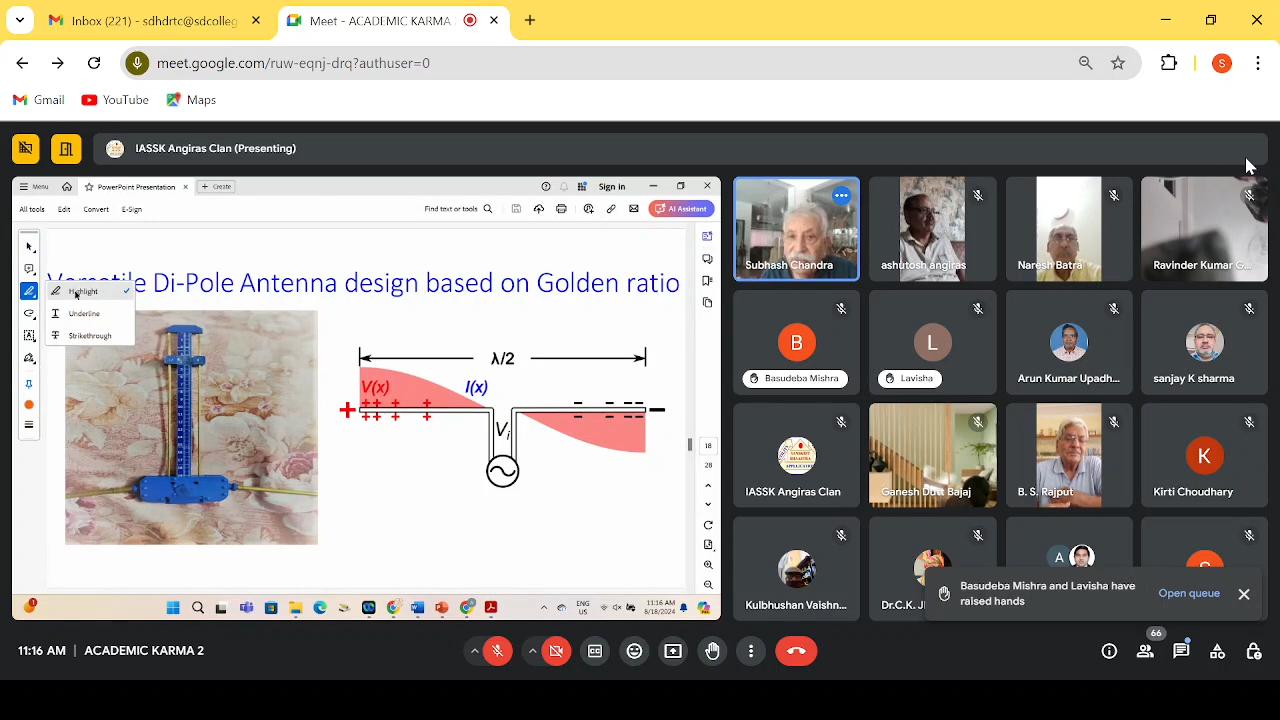 Inbox (221) - sdhdrtc@sdcolleg
Meet - ACADEMIC KARMA
meet.google.com/ruw-eqnj-drq?authuser=0
S
Gmail YouTube Maps
IASSK Angiras Clan (Presenting)
Menu PowerPoint Presentation Create Sign in
All tools Edit Convert E-Sign Find text or tools AI Assistant
Versatile Di-Pole Antenna design based on Golden ratio
Highlight
Underline
Strikethrough
λ/2
V(x) I(x)
++ + +
+ −
Vi
18
28
ENG
US
11:16 AM
8/18/2024
Subhash Chandra
ashutosh angiras
Naresh Batra
Ravinder Kumar G...
B
Basudeba Mishra
L
Lavisha
Arun Kumar Upadh...
sanjay K sharma
IASSK Angiras Clan
Ganesh Dutt Bajaj
B. S. Rajput
K
Kirti Choudhary
Kulbhushan Vaishn...
A
Basudeba Mishra and Lavisha have
raised hands
Open queue
11:16 AM ACADEMIC KARMA 2
66